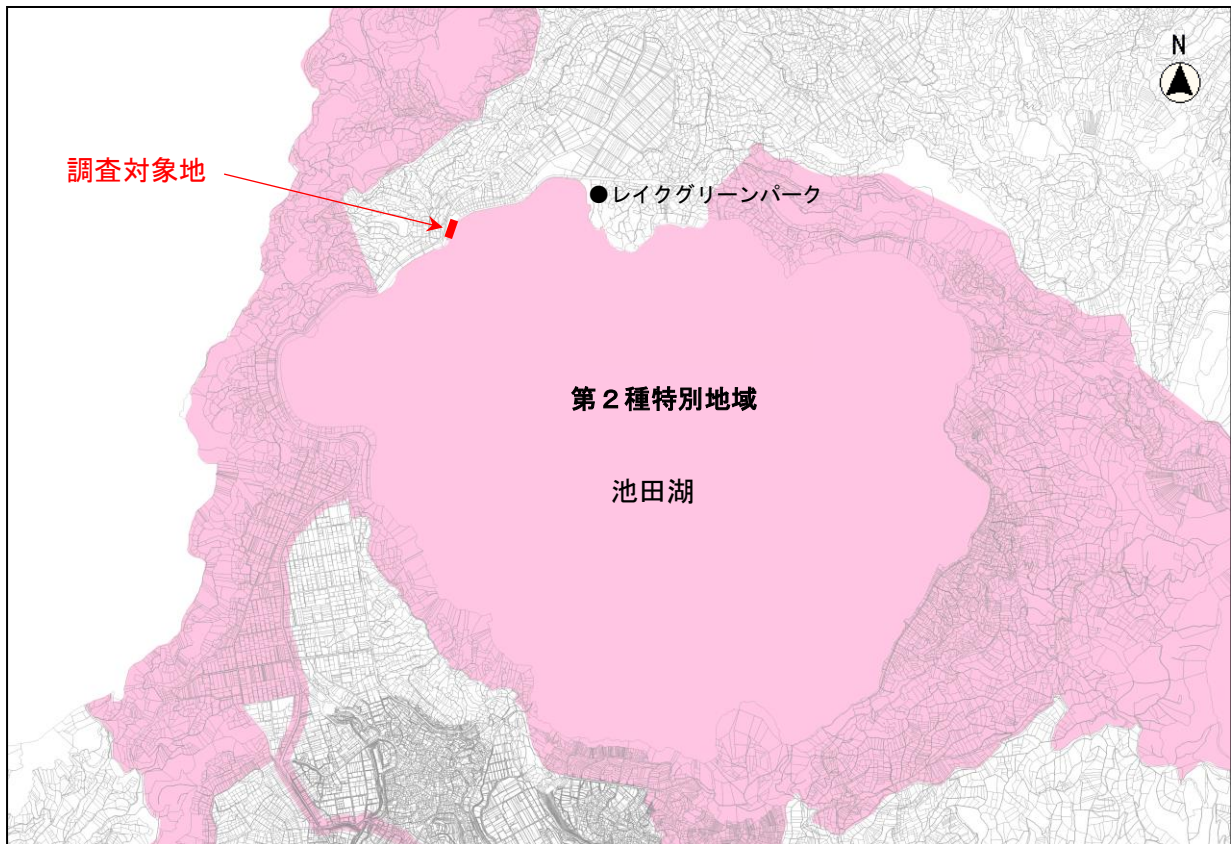 N
調査対象地
●レイクグリーンパーク
第２種特別地域
池田湖